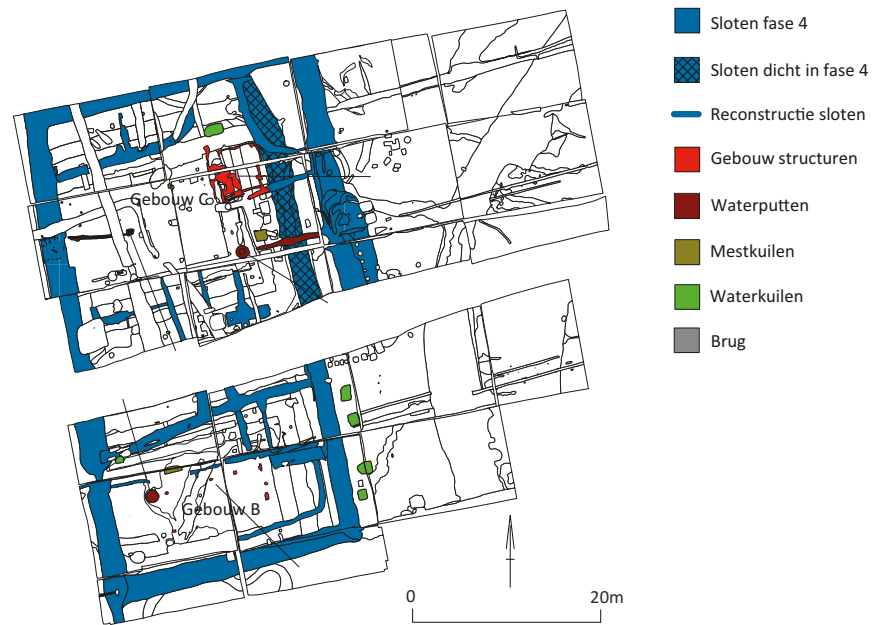 Sloten fase 4
Sloten dicht in fase 4
Reconstructie sloten
Gebouw structuren
Waterputten
Mestkuilen
Waterkuilen
Brug
Gebouw C
Gebouw B
0 20m